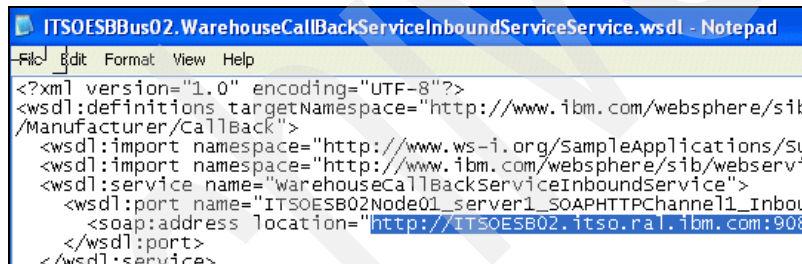 ITSOESBBus02.WarehouseCallBackServiceInboundServiceService.wsdl - Notepad
File Edit Format View Help
<?xml version="1.0" encoding="UTF-8"?>
<wsdl:definitions targetNamespace="http://www.ibm.com/websphere/sib
/Manufacturer/CallBack">
<wsdl:import namespace="http://www.ws-i.org/SampleApplications/Su
<wsdl:import namespace="http://www.ibm.com/websphere/sib/webservi
<wsdl:service name="WarehouseCallBackServiceInboundService">
<wsdl:port name="ITSOESB02Node01_server1_SOAPHTTPChannel1_Inbou
<soap:address location="http://ITSOESB02.itso.ral.ibm.com:908
</wsdl:port>
</wsdl:service>